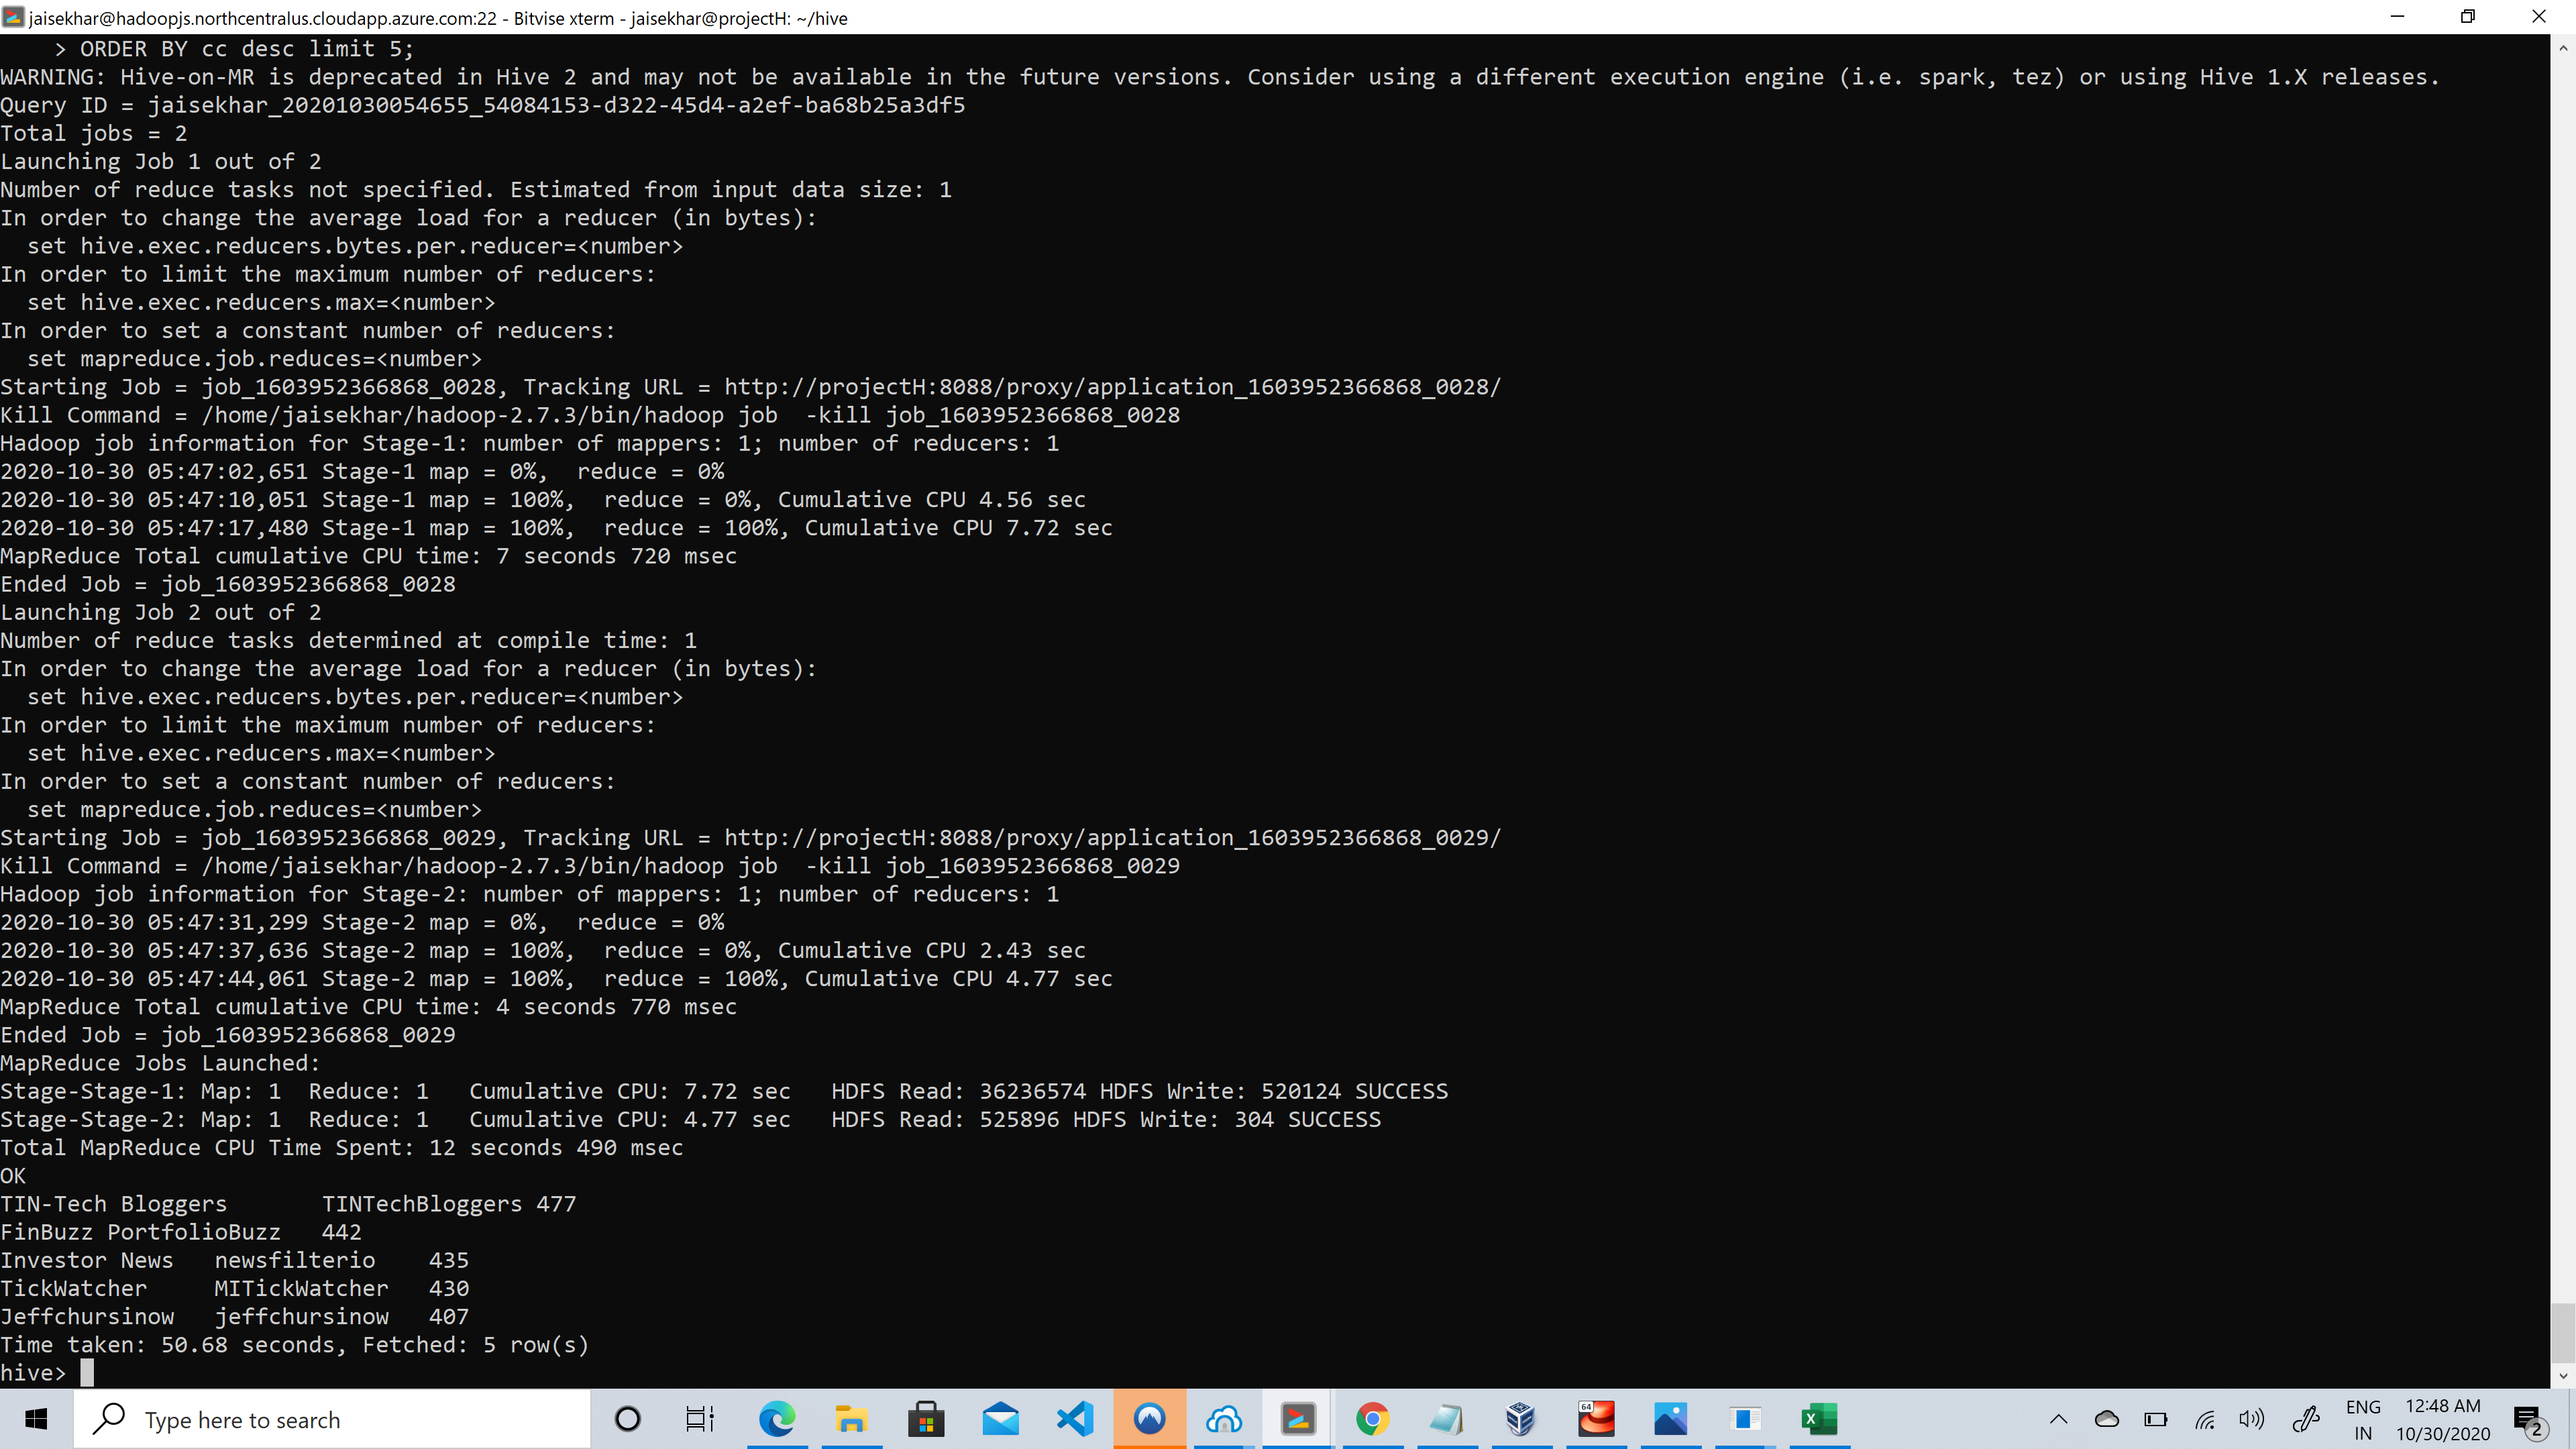 jaisekhar@hadoopjs.northcentralus.cloudapp.azure.com:22 - Bitvise xterm - jaisekhar@projectH: ~/hive
    > ORDER BY cc desc limit 5;
WARNING: Hive-on-MR is deprecated in Hive 2 and may not be available in the future versions. Consider using a different execution engine (i.e. spark, tez) or using Hive 1.X releases.
Query ID = jaisekhar_20201030054655_54084153-d322-45d4-a2ef-ba68b25a3df5
Total jobs = 2
Launching Job 1 out of 2
Number of reduce tasks not specified. Estimated from input data size: 1
In order to change the average load for a reducer (in bytes):
  set hive.exec.reducers.bytes.per.reducer=<number>
In order to limit the maximum number of reducers:
  set hive.exec.reducers.max=<number>
In order to set a constant number of reducers:
  set mapreduce.job.reduces=<number>
Starting Job = job_1603952366868_0028, Tracking URL = http://projectH:8088/proxy/application_1603952366868_0028/
Kill Command = /home/jaisekhar/hadoop-2.7.3/bin/hadoop job  -kill job_1603952366868_0028
Hadoop job information for Stage-1: number of mappers: 1; number of reducers: 1
2020-10-30 05:47:02,651 Stage-1 map = 0%,  reduce = 0%
2020-10-30 05:47:10,051 Stage-1 map = 100%,  reduce = 0%, Cumulative CPU 4.56 sec
2020-10-30 05:47:17,480 Stage-1 map = 100%,  reduce = 100%, Cumulative CPU 7.72 sec
MapReduce Total cumulative CPU time: 7 seconds 720 msec
Ended Job = job_1603952366868_0028
Launching Job 2 out of 2
Number of reduce tasks determined at compile time: 1
In order to change the average load for a reducer (in bytes):
  set hive.exec.reducers.bytes.per.reducer=<number>
In order to limit the maximum number of reducers:
  set hive.exec.reducers.max=<number>
In order to set a constant number of reducers:
  set mapreduce.job.reduces=<number>
Starting Job = job_1603952366868_0029, Tracking URL = http://projectH:8088/proxy/application_1603952366868_0029/
Kill Command = /home/jaisekhar/hadoop-2.7.3/bin/hadoop job  -kill job_1603952366868_0029
Hadoop job information for Stage-2: number of mappers: 1; number of reducers: 1
2020-10-30 05:47:31,299 Stage-2 map = 0%,  reduce = 0%
2020-10-30 05:47:37,636 Stage-2 map = 100%,  reduce = 0%, Cumulative CPU 2.43 sec
2020-10-30 05:47:44,061 Stage-2 map = 100%,  reduce = 100%, Cumulative CPU 4.77 sec
MapReduce Total cumulative CPU time: 4 seconds 770 msec
Ended Job = job_1603952366868_0029
MapReduce Jobs Launched:
Stage-Stage-1: Map: 1  Reduce: 1   Cumulative CPU: 7.72 sec   HDFS Read: 36236574 HDFS Write: 520124 SUCCESS
Stage-Stage-2: Map: 1  Reduce: 1   Cumulative CPU: 4.77 sec   HDFS Read: 525896 HDFS Write: 304 SUCCESS
Total MapReduce CPU Time Spent: 12 seconds 490 msec
OK
TIN-Tech Bloggers       TINTechBloggers 477
FinBuzz PortfolioBuzz   442
Investor News   newsfilterio    435
TickWatcher     MITickWatcher   430
Jeffchursinow   jeffchursinow   407
Time taken: 50.68 seconds, Fetched: 5 row(s)
hive>
Type here to search
64
ENG
IN
12:48 AM
10/30/2020
2